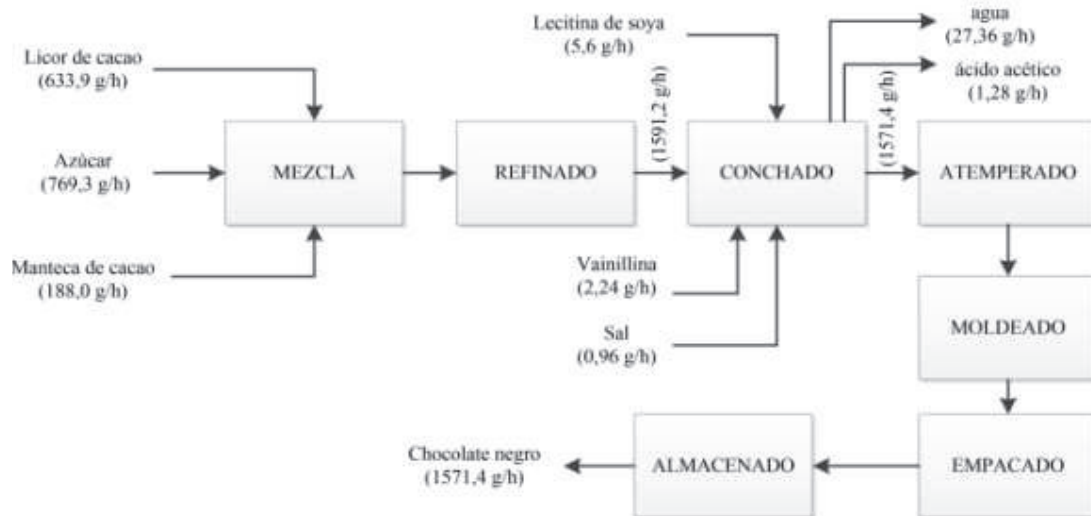 Licor de cacao
(633,9 g/h)
Azúcar
(769,3 g/h)
Manteca de cacao
(188,0 g/h)
MEZCLA
REFINADO
(1591,2 g/h)
Lecitina de soya
(5,6 g/h)
CONCHADO
Vainillina
(2,24 g/h)
Sal
(0,96 g/h)
agua
(27,36 g/h)
ácido acético
(1,28 g/h)
(1571,4 g/h)
ATEMPERADO
MOLDEADO
EMPACADO
ALMACENADO
Chocolate negro
(1571,4 g/h)